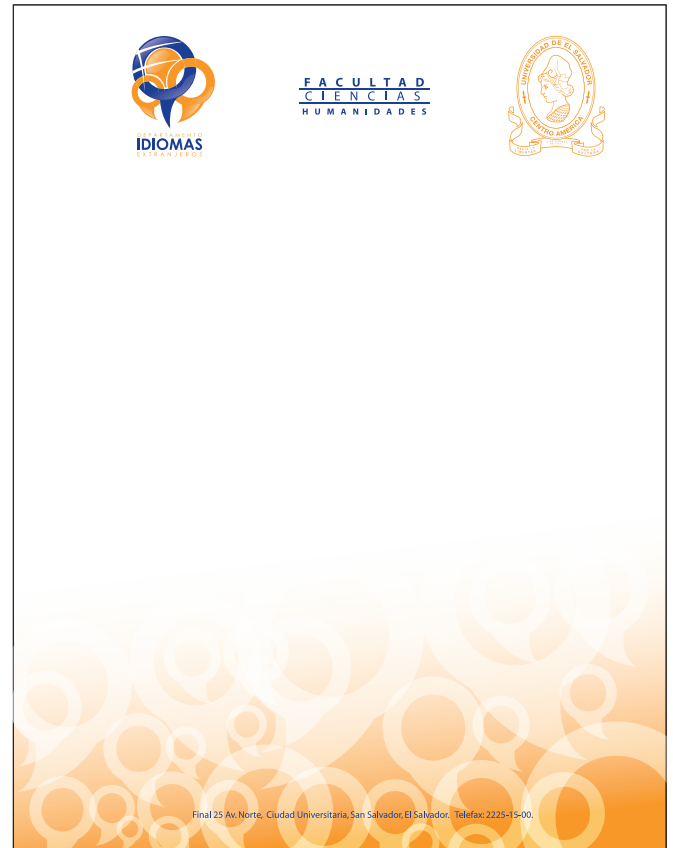 DEPARTAMENTO
IDIOMAS
EXTRANJEROS
FACULTAD
CIENCIAS
HUMANIDADES
UNIVERSIDAD DE EL SALVADOR
CENTRO AMERICA
Final 25 Av. Norte, Ciudad Universitaria, San Salvador, El Salvador. Telefax: 2225-15-00.